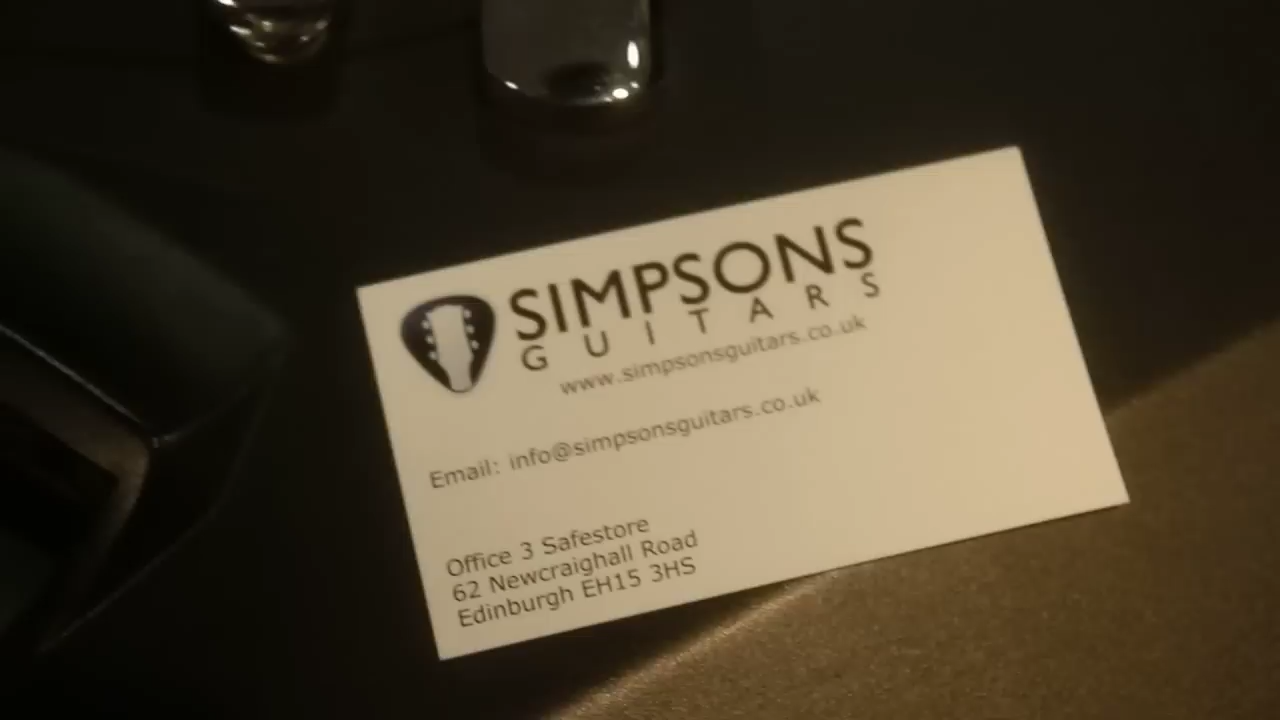 SIMPSONS
GUITARS
www.simpsonsguitars.co.uk
Email: info@simpsonsguitars.co.uk
Office 3 Safestore
62 Newcraighall Road
Edinburgh EH15 3HS